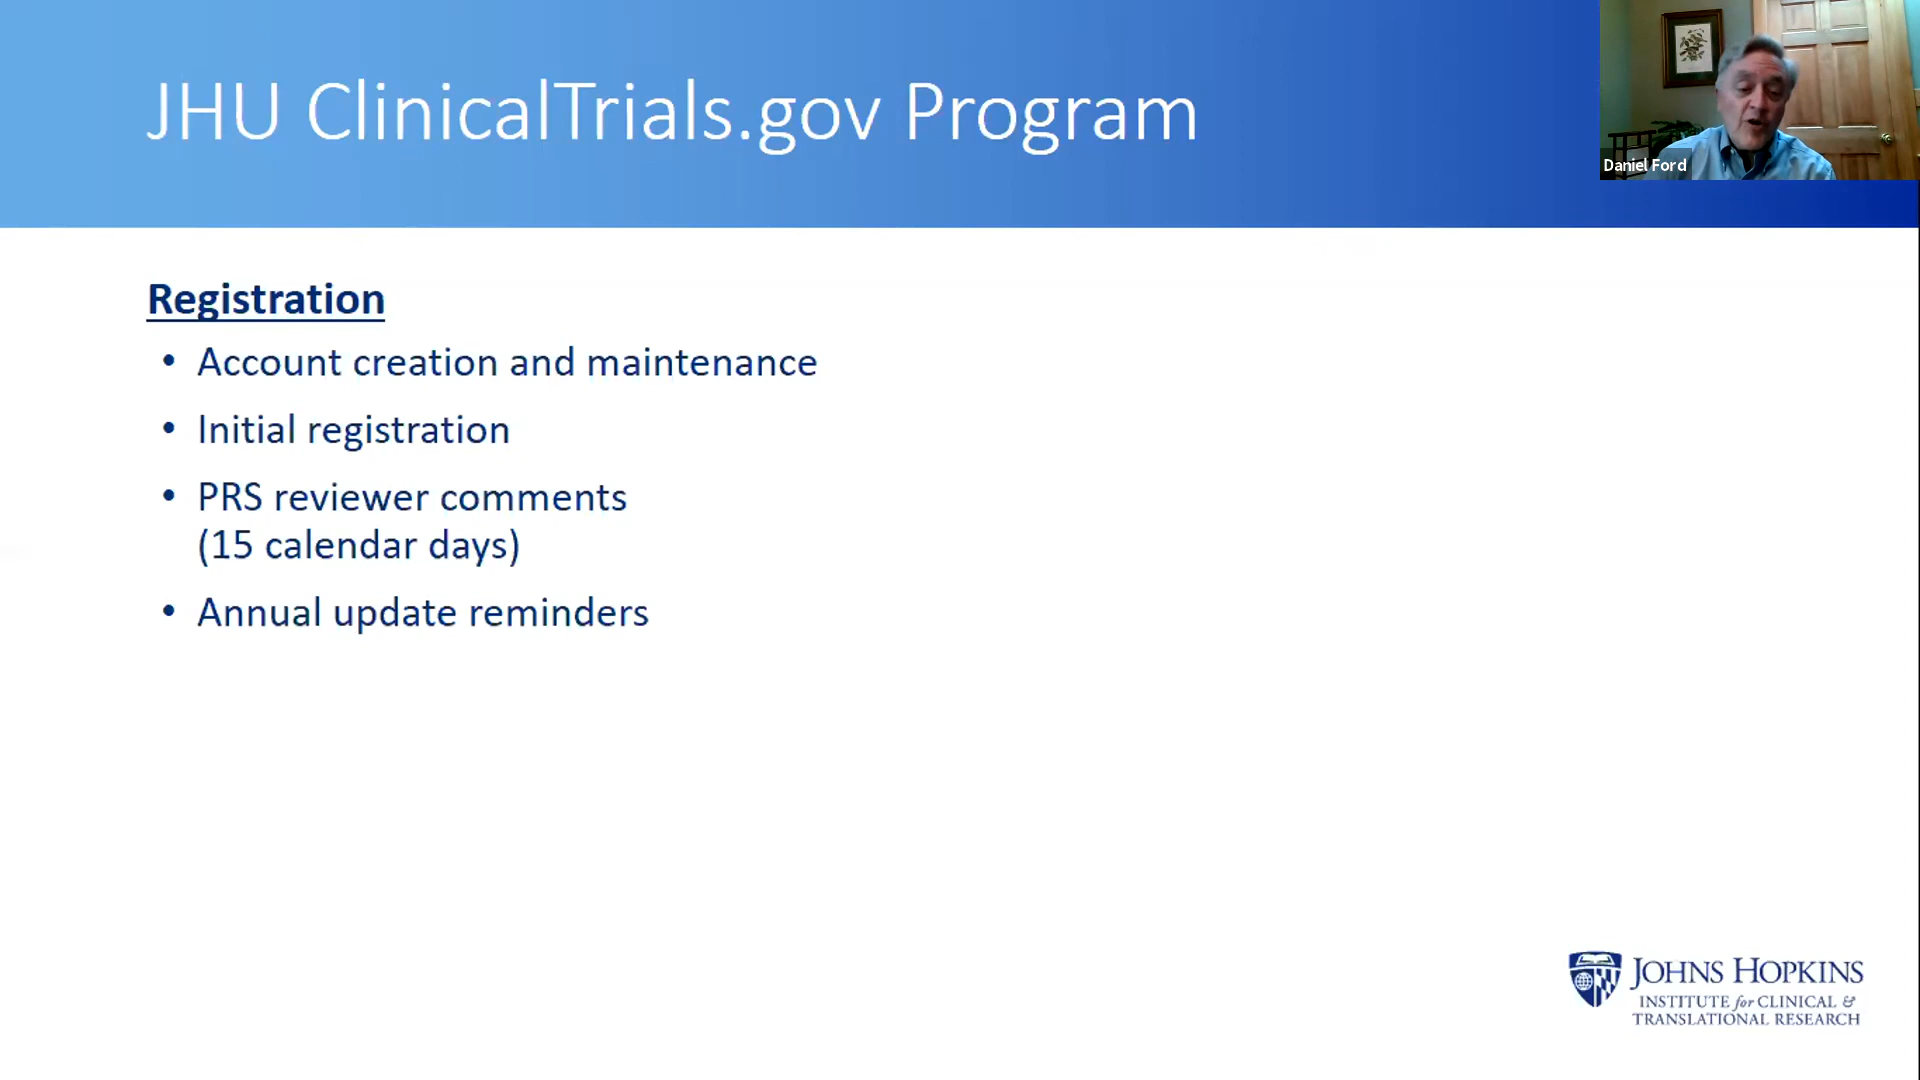 JHU ClinicalTrials.gov Program
Daniel Ford
Registration
• Account creation and maintenance
• Initial registration
• PRS reviewer comments
(15 calendar days)
• Annual update reminders
JOHNS HOPKINS
INSTITUTE for CLINICAL &
TRANSLATIONAL RESEARCH